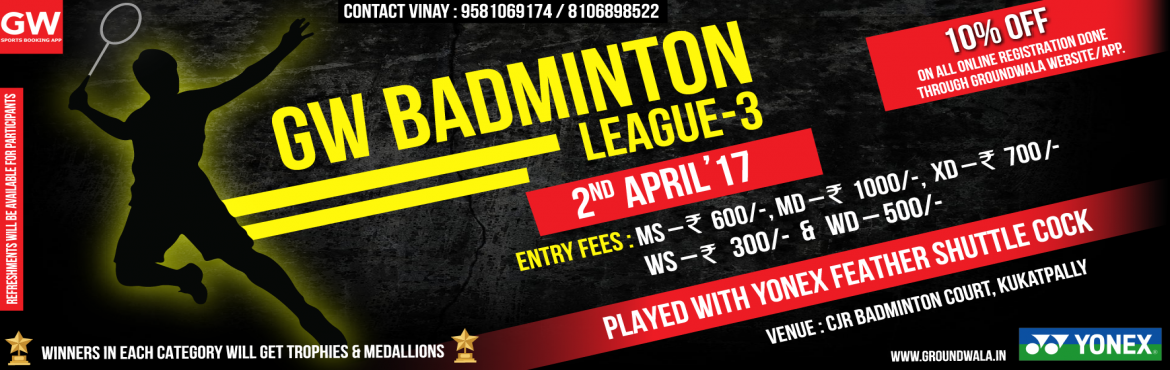 CONTACT VINAY : 9581069174 / 8106898522
GW
SPORTS BOOKING APP
10% OFF
ON ALL ONLINE REGISTRATION DONE
THROUGH GROUNDWALA WEBSITE/APP.
GW BADMINTON
LEAGUE-3
2ND APRIL'17
ENTRY FEES : MS – ₹ 600/-, MD – ₹ 1000/-, XD – ₹ 700/-
WS – ₹ 300/- & WD – 500/-
PLAYED WITH YONEX FEATHER SHUTTLE COCK
VENUE : CJR BADMINTON COURT, KUKATPALLY
REFRESHMENTS WILL BE AVAILABLE FOR PARTICIPANTS
WINNERS IN EACH CATEGORY WILL GET TROPHIES & MEDALLIONS
WWW.GROUNDWALA.IN
YONEX